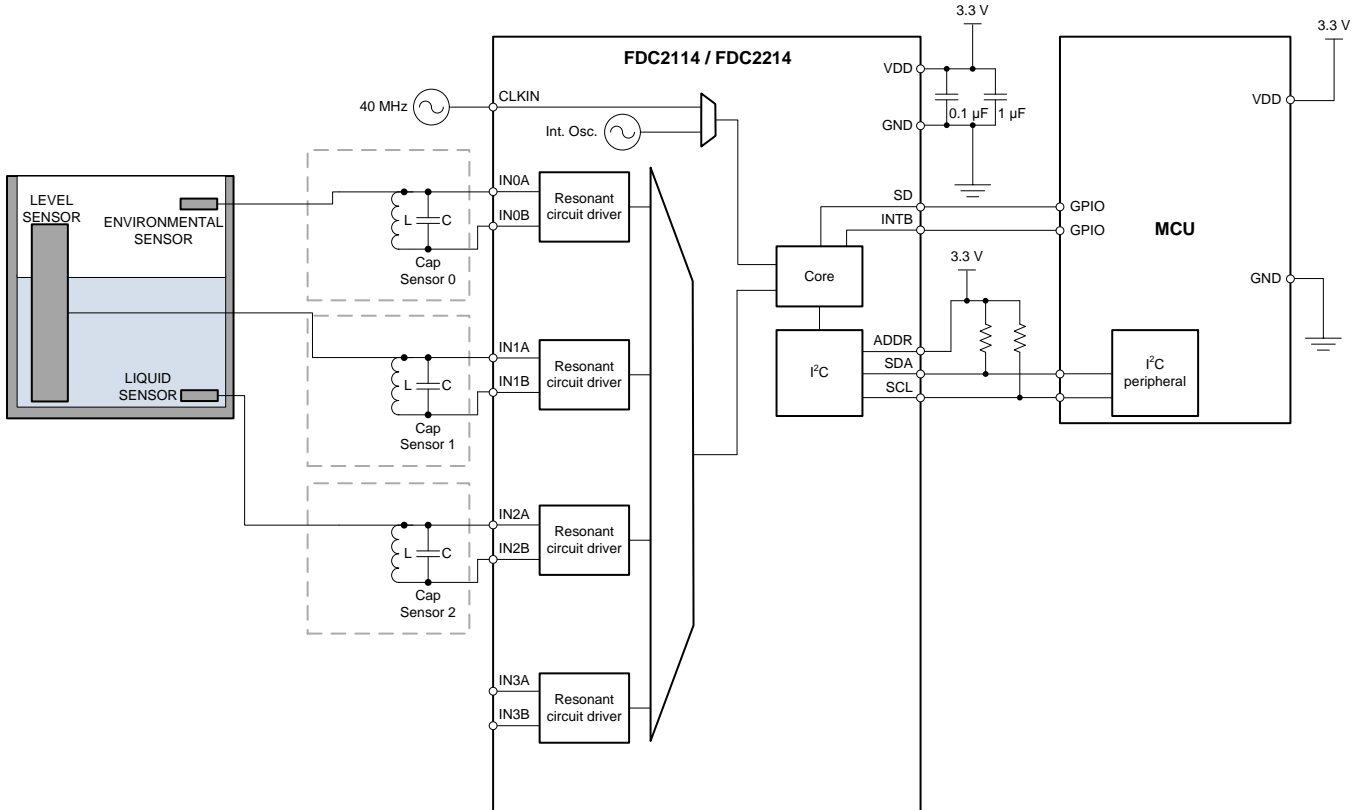 3.3 V
3.3 V
FDC2114 / FDC2214
VDD
CLKIN
40 MHz
VDD
0.1 µF
1 µF
GND
Int. Osc.
IN0A
Resonant
circuit driver
SD
GPIO
LEVEL
SENSOR
ENVIRONMENTAL
SENSOR
L
C
IN0B
INTB
GPIO
MCU
Cap
Sensor 0
Core
3.3 V
GND
IN1A
Resonant
circuit driver
ADDR
I²C
SDA
I²C
peripheral
L
C
IN1B
SCL
LIQUID
SENSOR
Cap
Sensor 1
IN2A
Resonant
circuit driver
L
C
IN2B
Cap
Sensor 2
IN3A
Resonant
circuit driver
IN3B